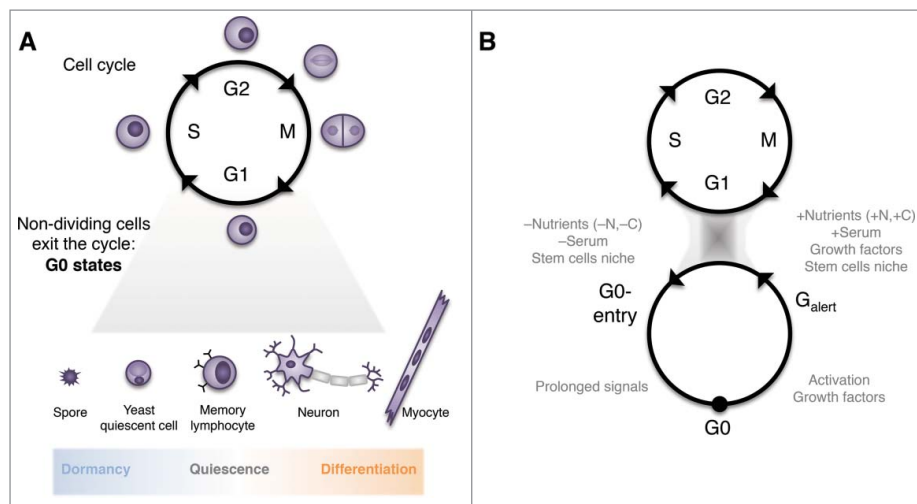 A
Cell cycle
G2
S
M
G1
Non-dividing cells
exit the cycle:
G0 states
Spore
Yeast
quiescent cell
Memory
lymphocyte
Neuron
Myocyte
Dormancy
Quiescence
Differentiation
B
G2
S
M
G1
–Nutrients (–N,–C)
–Serum
Stem cells niche
+Nutrients (+N,+C)
+Serum
Growth factors
Stem cells niche
G0-
entry
Galert
Prolonged signals
Activation
Growth factors
G0